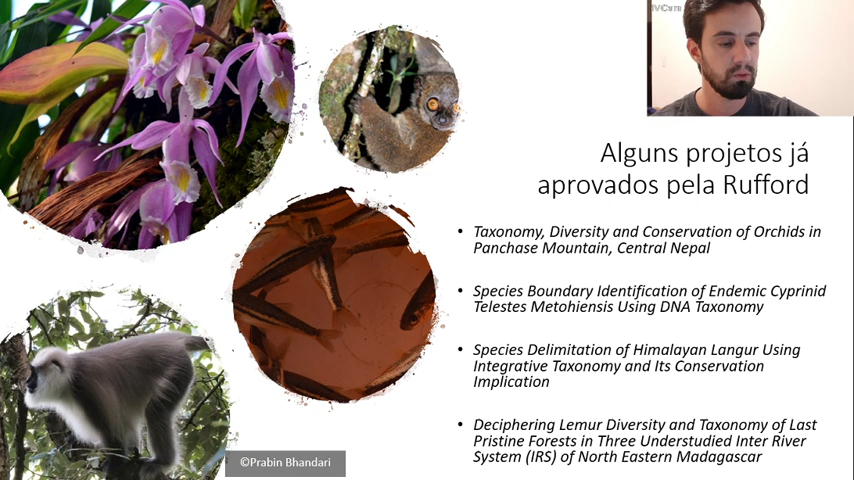 Alguns projetos já
aprovados pela Rufford
• Taxonomy, Diversity and Conservation of Orchids in
Panchase Mountain, Central Nepal
• Species Boundary Identification of Endemic Cyprinid
Telestes Metohiensis Using DNA Taxonomy
• Species Delimitation of Himalayan Langur Using
Integrative Taxonomy and Its Conservation
Implication
• Deciphering Lemur Diversity and Taxonomy of Last
Pristine Forests in Three Understudied Inter River
System (IRS) of North Eastern Madagascar
©Prabin Bhandari